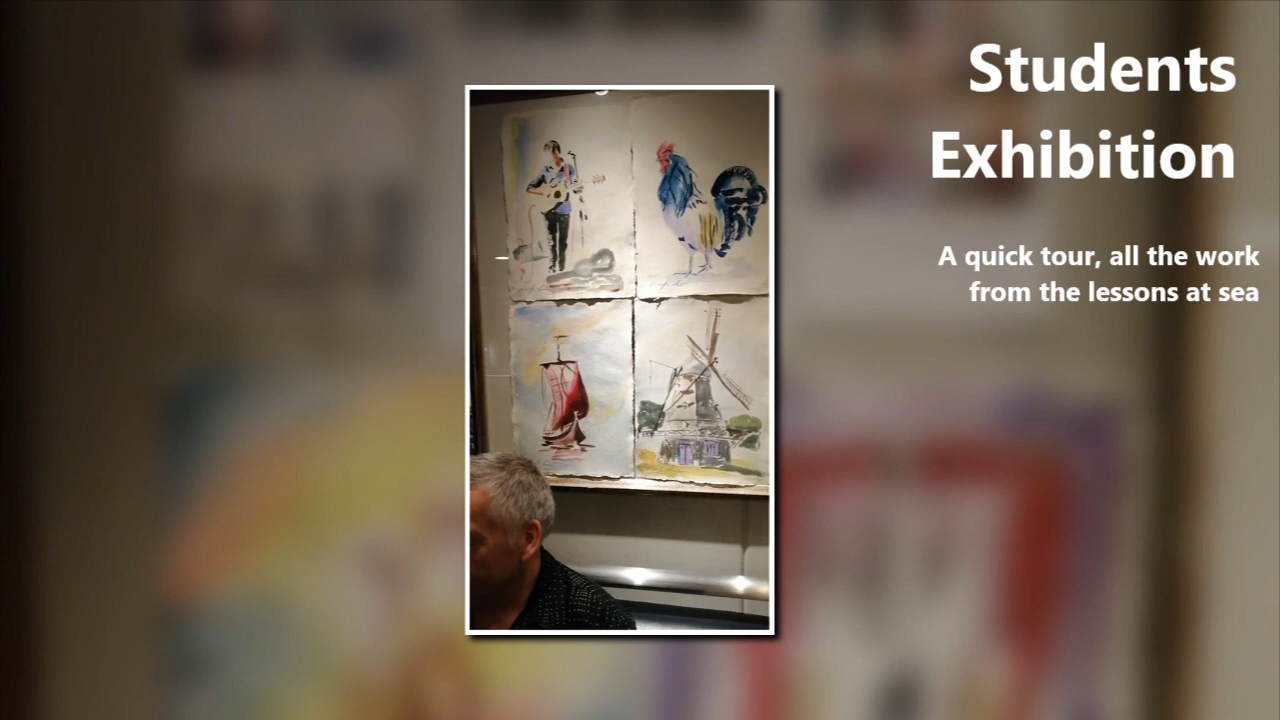 Students
Exhibition
A quick tour, all the work
from the lessons at sea